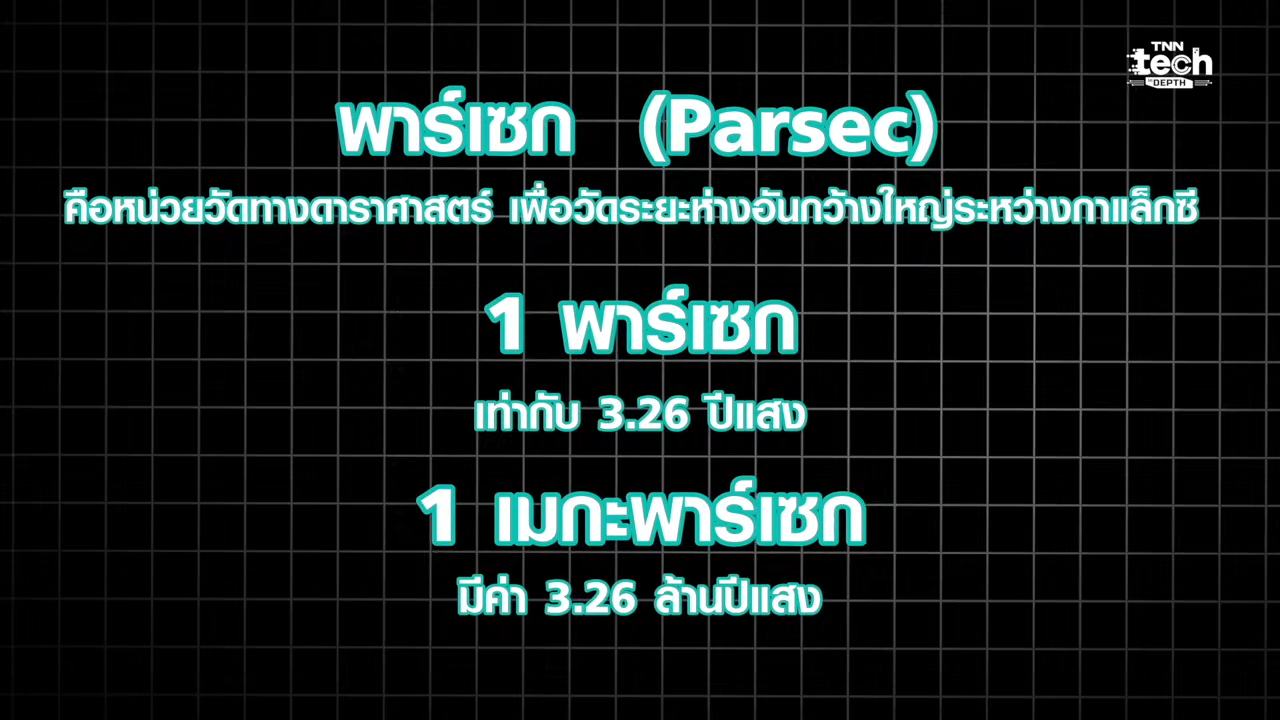 TNN
tech
IN DEPTH
พาร์เซก (Parsec)
คือหน่วยวัดทางดาราศาสตร์ เพื่อวัดระยะห่างอันกว้างใหญ่ระหว่างกาแล็กซี
1 พาร์เซก
เท่ากับ 3.26 ปีแสง
1 เมกะพาร์เซก
มีค่า 3.26 ล้านปีแสง